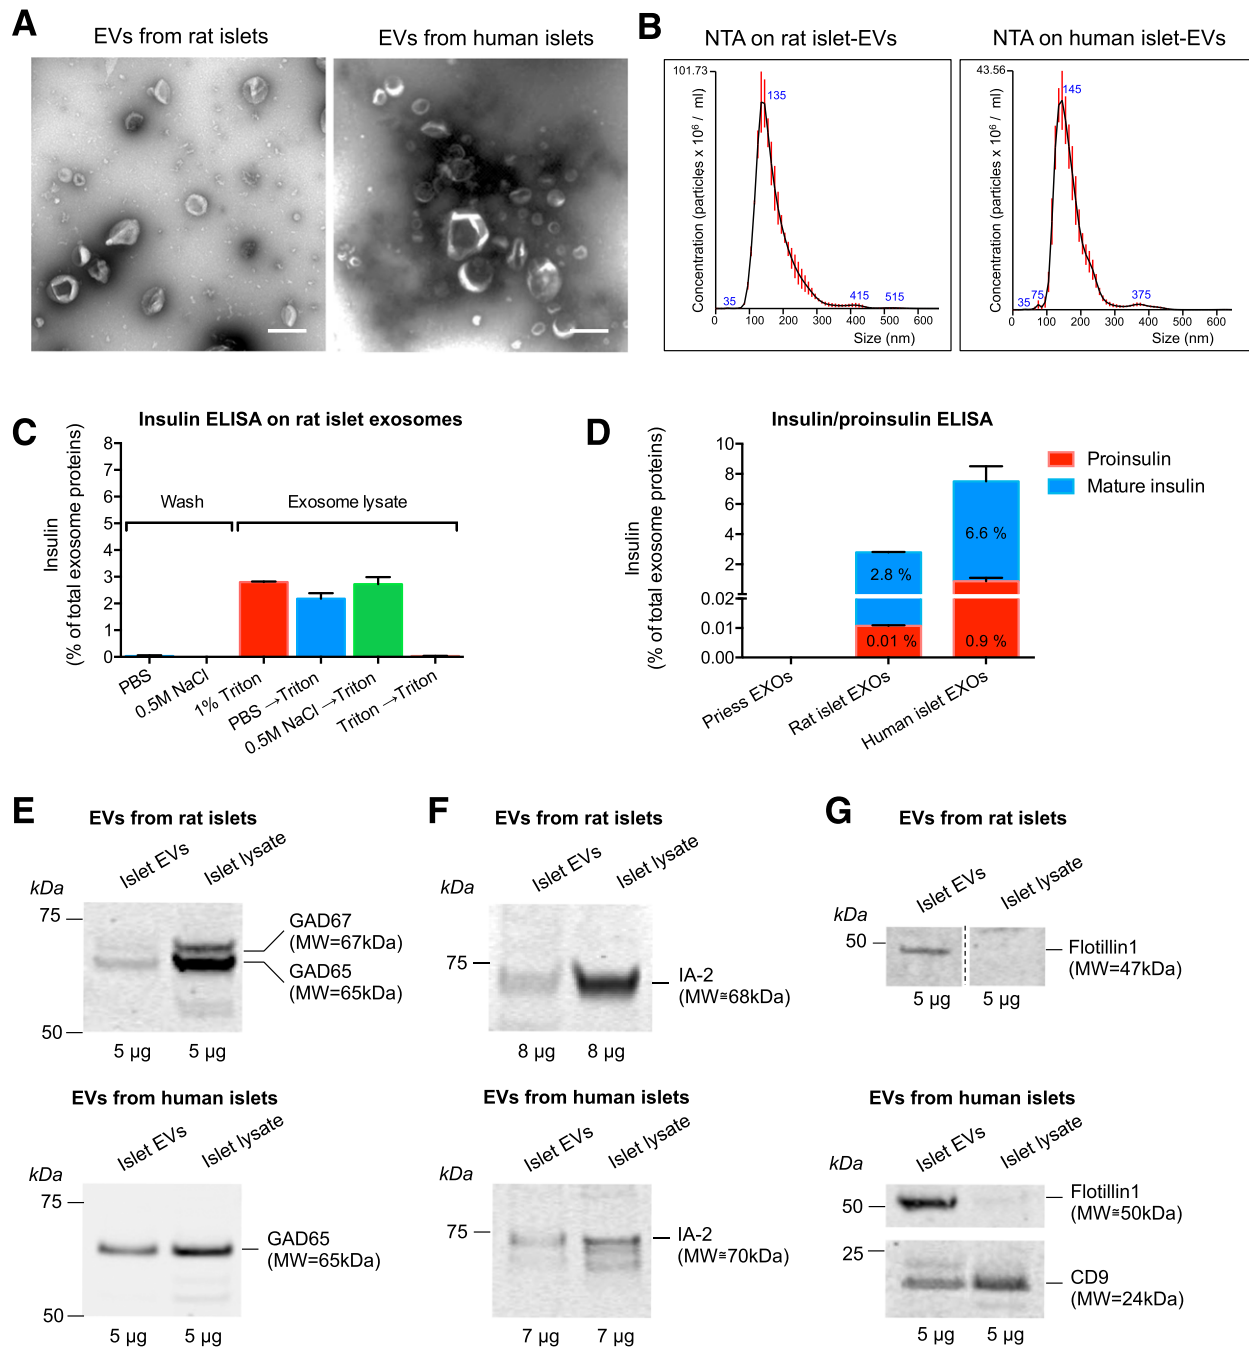 A
EVs from rat islets
EVs from human islets
B
NTA on rat islet-EVs
NTA on human islet-EVs
101.73
Concentration (particles x 10⁶ / ml)
135
35
415
515
0 100 200 300 400 500 600
Size (nm)
43.56
Concentration (particles x 10⁶ / ml)
145
35
75
375
0 100 200 300 400 500 600
Size (nm)
C
Insulin ELISA on rat islet exosomes
Insulin
(% of total exosome proteins)
8
7
6
5
4
3
2
1
0
Wash
Exosome lysate
PBS
0.5M NaCl
1% Triton
PBS →Triton
0.5M NaCl →Triton
Triton →Triton
D
Insulin/proinsulin ELISA
Insulin
(% of total exosome proteins)
10
8
6
4
2
0.02
0.01
0.00
2.8 %
0.01 %
6.6 %
0.9 %
Priess EXOs
Rat islet EXOs
Human islet EXOs
Proinsulin
Mature insulin
E
EVs from rat islets
Islet EVs
Islet lysate
kDa
75
50
GAD67
(MW=67kDa)
GAD65
(MW=65kDa)
5 µg
5 µg
EVs from human islets
Islet EVs
Islet lysate
kDa
75
50
GAD65
(MW=65kDa)
5 µg
5 µg
F
EVs from rat islets
Islet EVs
Islet lysate
kDa
75
IA-2
(MW≅68kDa)
8 µg
8 µg
EVs from human islets
Islet EVs
Islet lysate
75
IA-2
(MW≅70kDa)
7 µg
7 µg
G
EVs from rat islets
Islet EVs
Islet lysate
kDa
50
Flotillin1
(MW=47kDa)
5 µg
5 µg
EVs from human islets
Islet EVs
Islet lysate
kDa
50
Flotillin1
(MW≅50kDa)
25
CD9
(MW=24kDa)
5 µg
5 µg